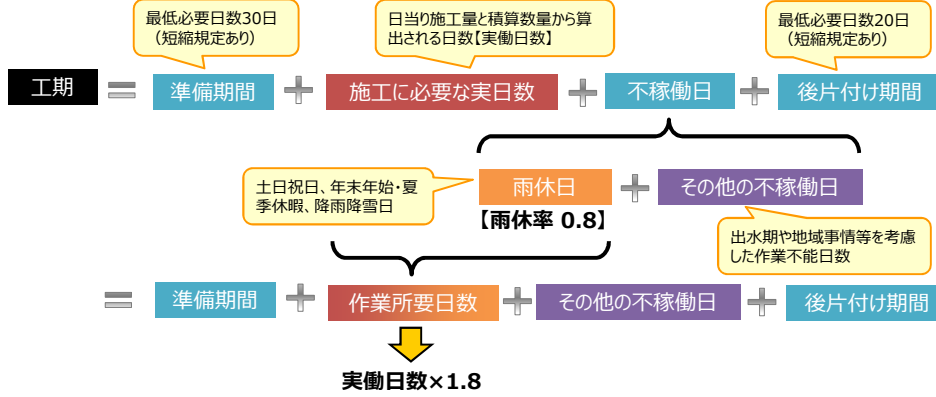 最低必要日数30日
（短縮規定あり）
日当り施工量と積算数量から算
出される日数【実働日数】
最低必要日数20日
（短縮規定あり）
工期 = 準備期間 + 施工に必要な実日数 + 不稼働日 + 後片付け期間
土日祝日、年末年始・夏
季休暇、降雨降雪日
雨休日 + その他の不稼働日
【雨休率 0.8】
出水期や地域事情等を考慮
した作業不能日数
= 準備期間 + 作業所要日数 + その他の不稼働日 + 後片付け期間
実働日数×1.8